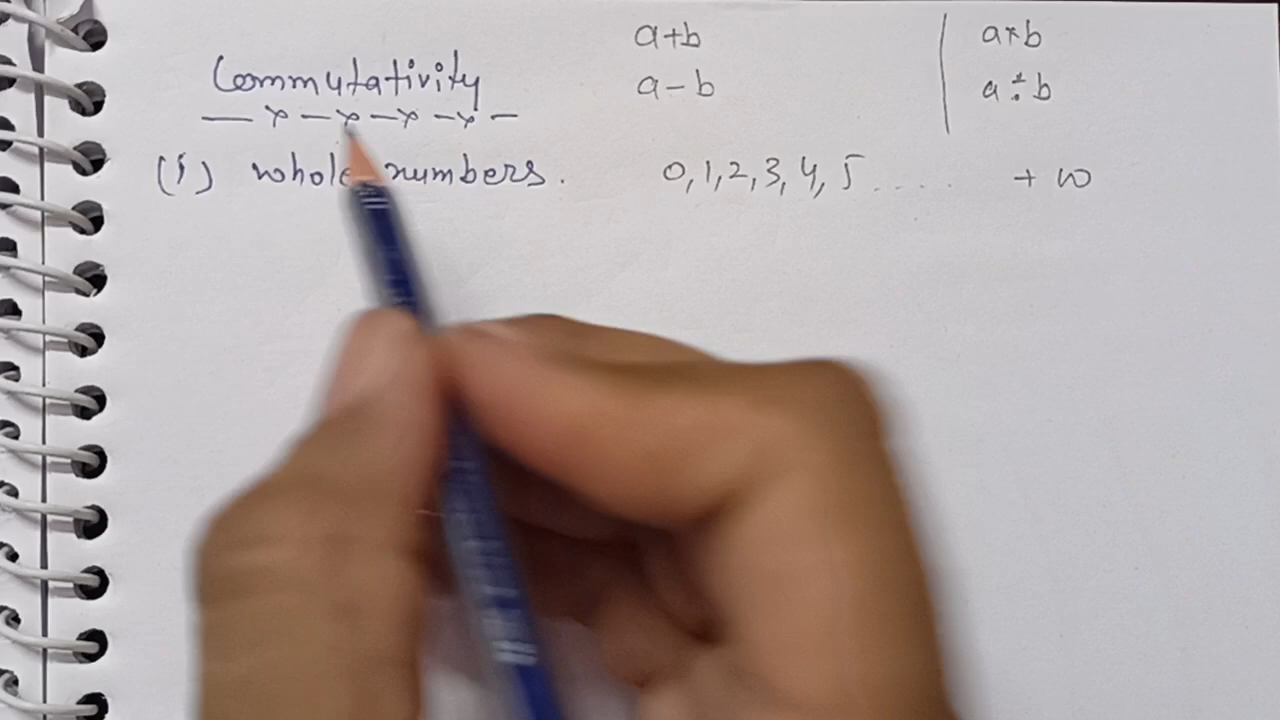 Commutativity
a+b
a-b
a×b
a÷b
(i) whole numbers. 0,1,2,3,4,5..... +∞